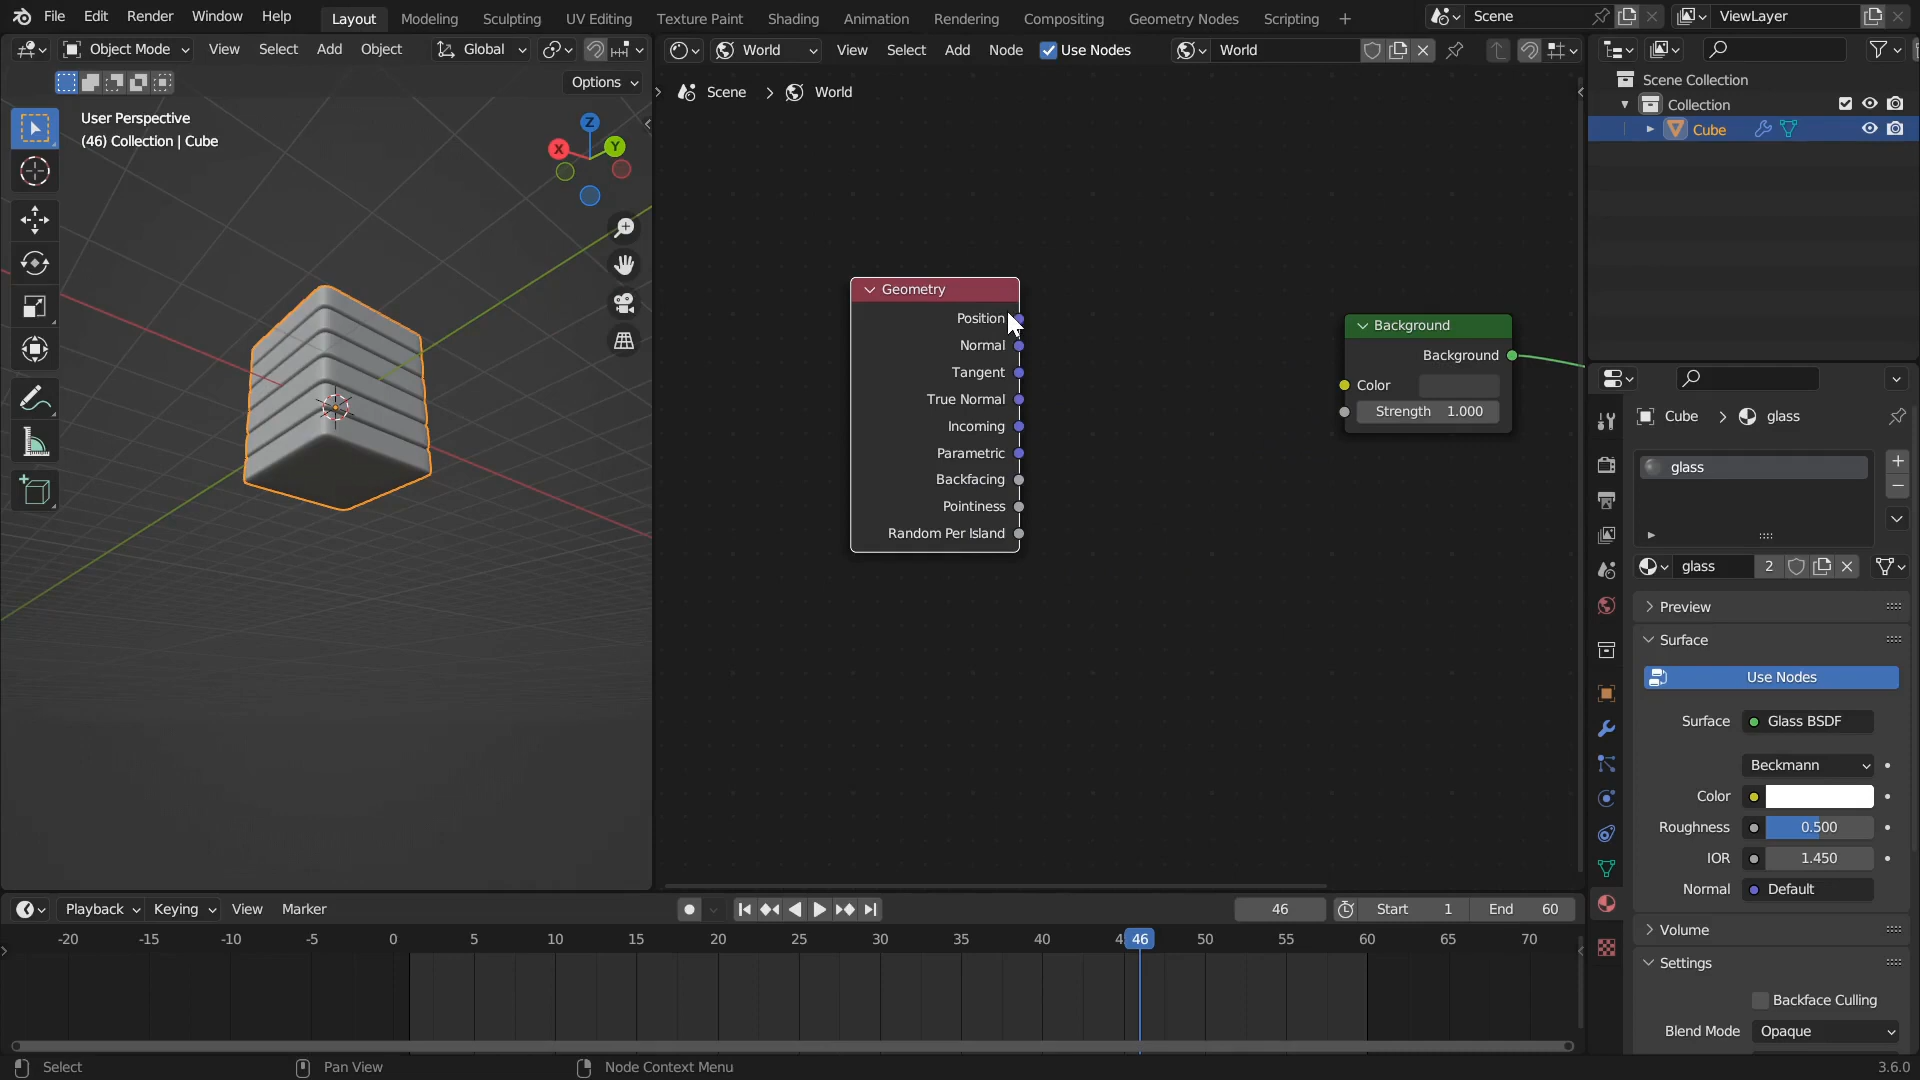 File Edit Render Window Help Layout Modeling Sculpting UV Editing Texture Paint Shading Animation Rendering Compositing Geometry Nodes Scripting + Scene ViewLayer
Object Mode View Select Add Object Global World View Select Add Node Use Nodes World
Options
User Perspective
(46) Collection | Cube
Z
X
Y
Scene > World
Geometry
Position
Normal
Tangent
True Normal
Incoming
Parametric
Backfacing
Pointiness
Random Per Island
Background
Background
Color
Strength 1.000
Scene Collection
Collection
Cube
Cube > glass
glass
glass 2
Preview
Surface
Use Nodes
Surface Glass BSDF
Beckmann
Color
Roughness 0.500
IOR 1.450
Normal Default
Volume
Settings
Backface Culling
Blend Mode Opaque
Playback Keying View Marker 46 Start 1 End 60
-20 -15 -10 -5 0 5 10 15 20 25 30 35 40 46 50 55 60 65 70
Select Pan View Node Context Menu 3.6.0